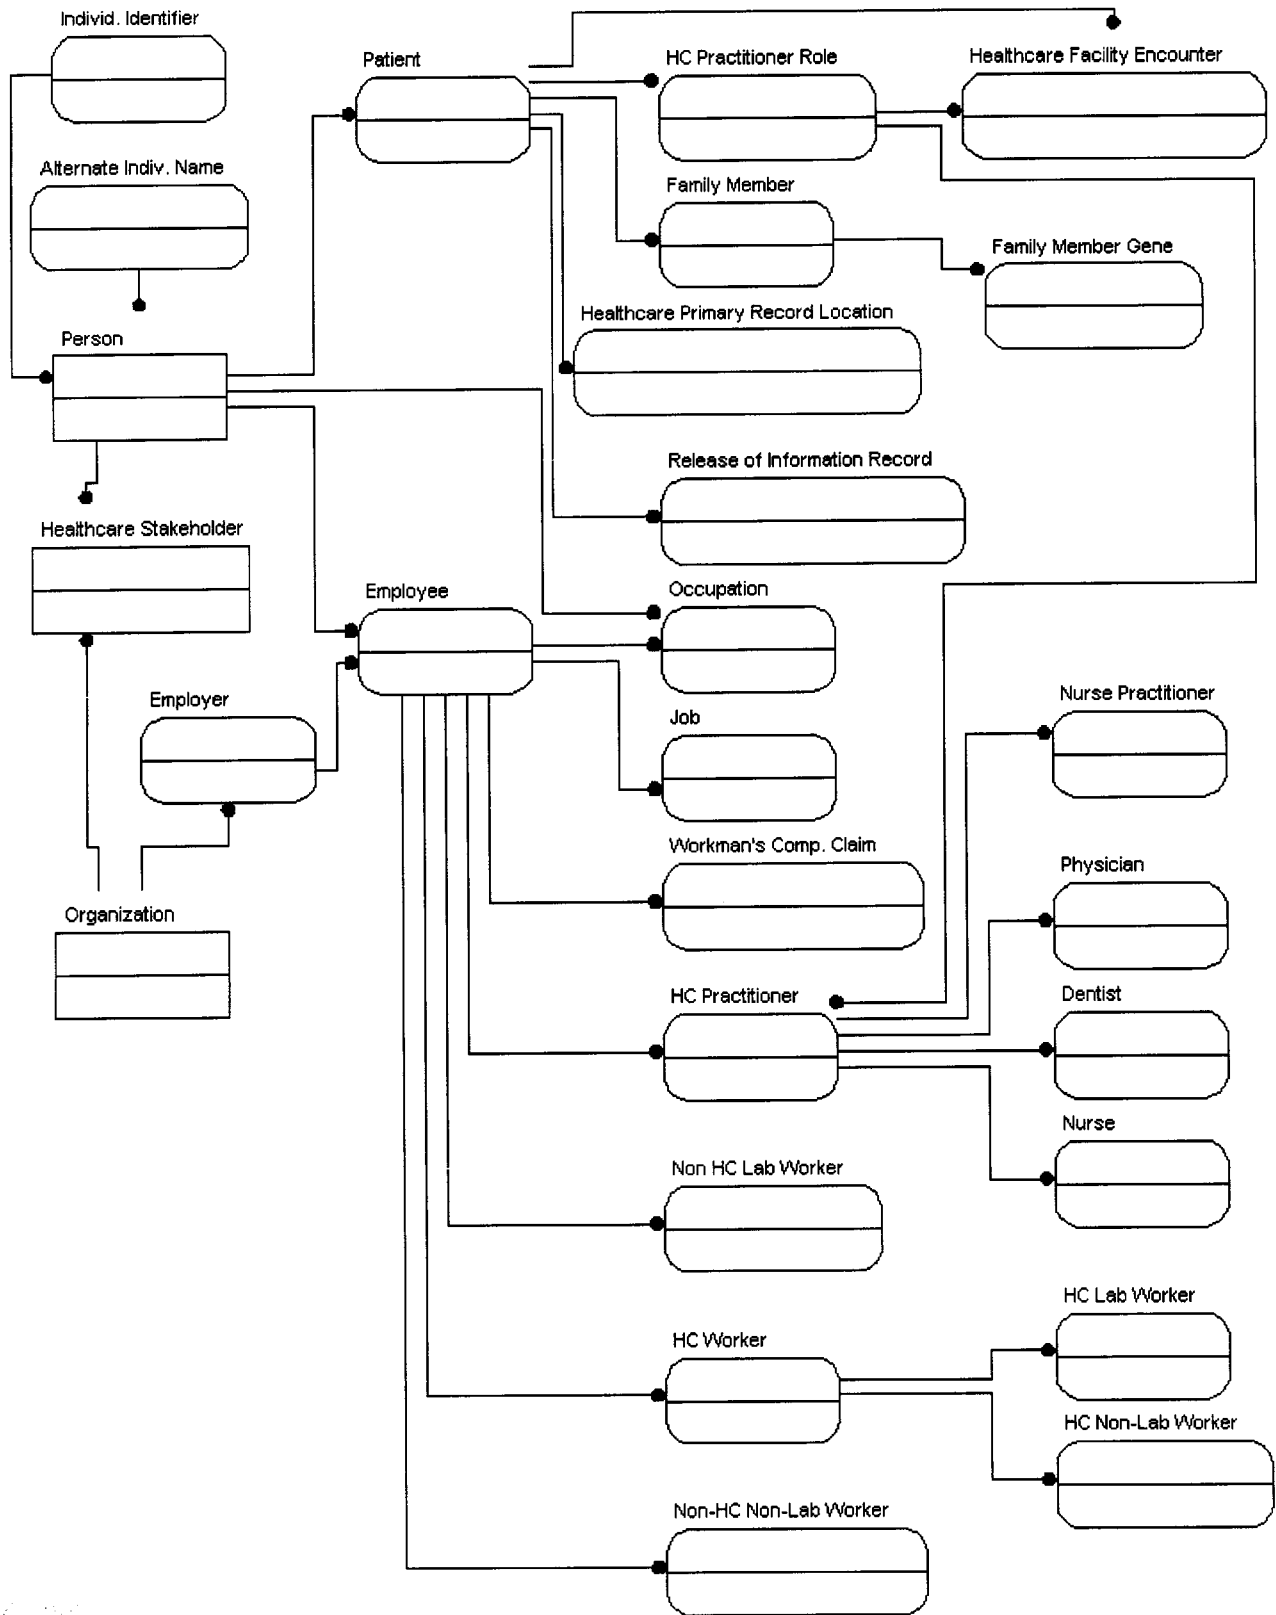 Individ. Identifier
Patient
HC Practitioner Role
Healthcare Facility Encounter
Alternate Indiv. Name
Family Member
Family Member Gene
Healthcare Primary Record Location
Person
Release of Information Record
Healthcare Stakeholder
Employee
Occupation
Employer
Job
Nurse Practitioner
Workman's Comp. Claim
Physician
Organization
HC Practitioner
Dentist
Nurse
Non HC Lab Worker
HC Lab Worker
HC Worker
HC Non-Lab Worker
Non-HC Non-Lab Worker